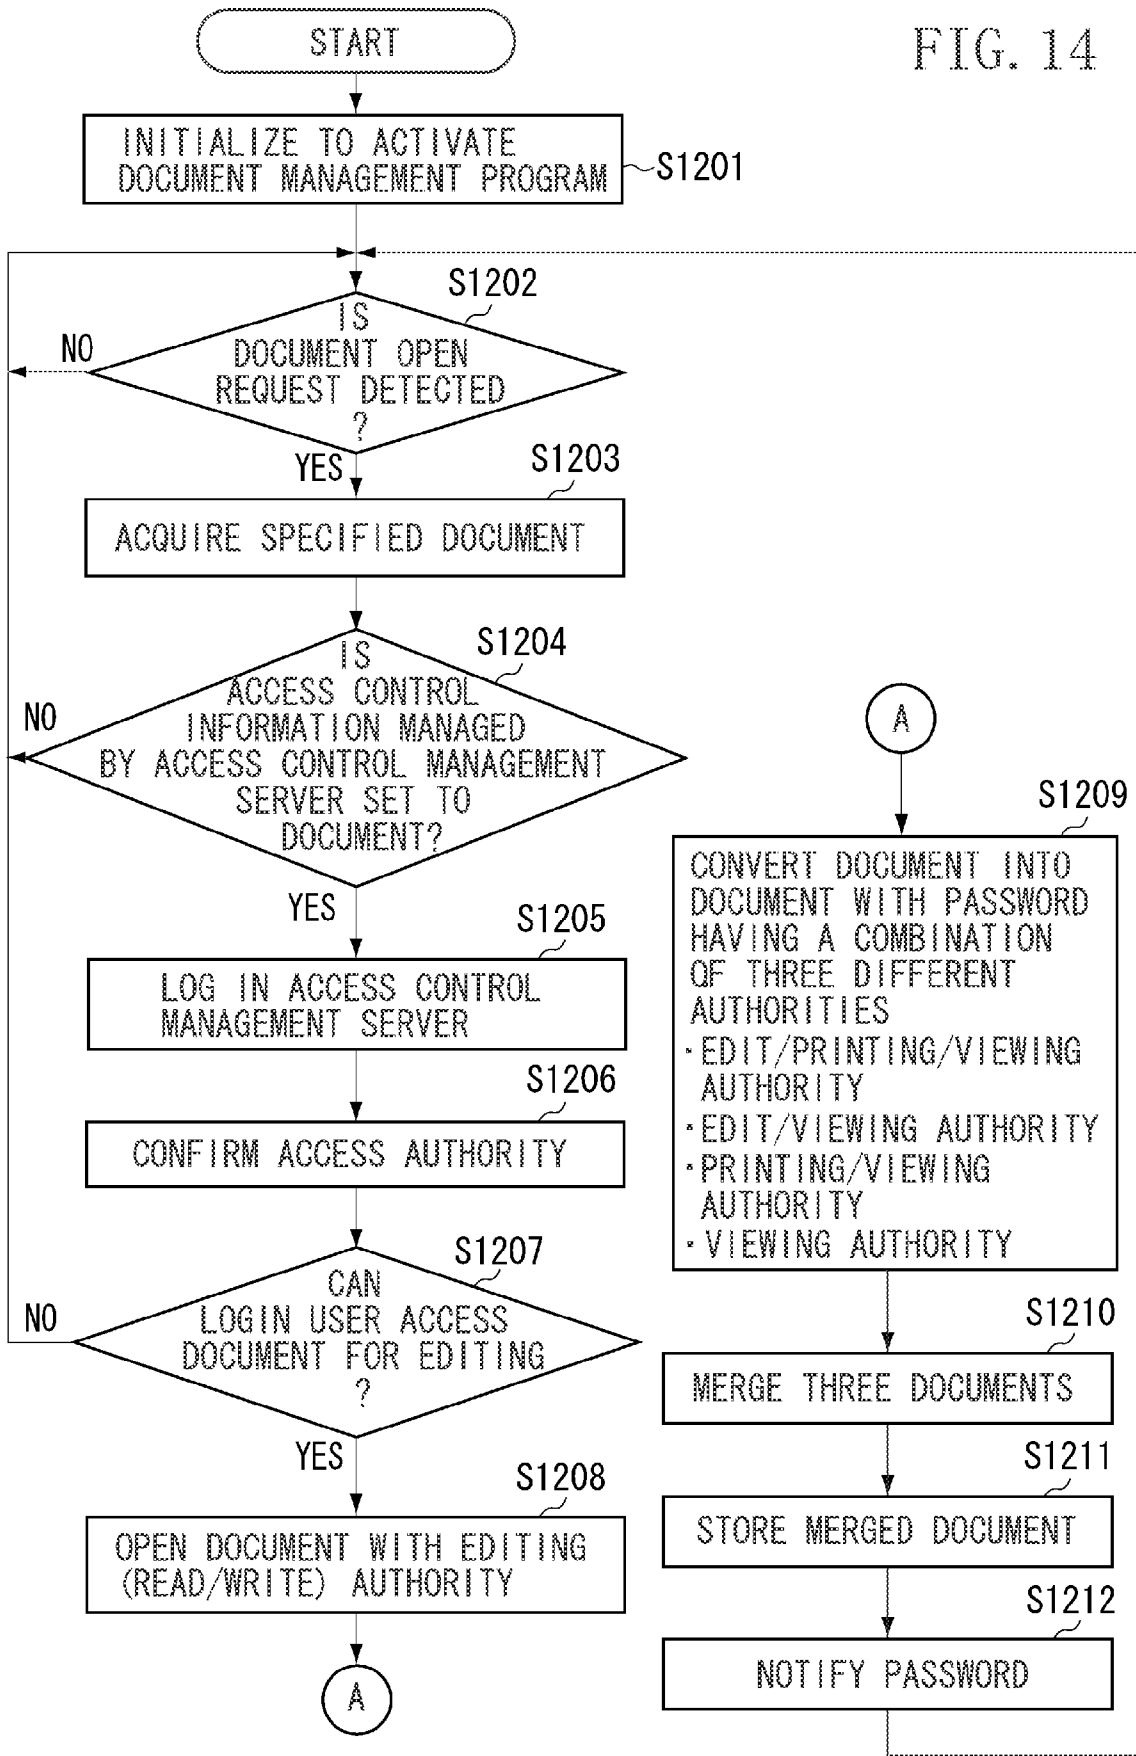 FIG. 14
START
INITIALIZE TO ACTIVATE
DOCUMENT MANAGEMENT PROGRAM
S1201
S1202
IS
DOCUMENT OPEN
REQUEST DETECTED
?
NO
YES
S1203
ACQUIRE SPECIFIED DOCUMENT
S1204
IS
ACCESS CONTROL
INFORMATION MANAGED
BY ACCESS CONTROL MANAGEMENT
SERVER SET TO
DOCUMENT?
NO
YES
S1205
LOG IN ACCESS CONTROL
MANAGEMENT SERVER
S1206
CONFIRM ACCESS AUTHORITY
S1207
CAN
LOGIN USER ACCESS
DOCUMENT FOR EDITING
?
NO
YES
S1208
OPEN DOCUMENT WITH EDITING
(READ/WRITE) AUTHORITY
A
A
S1209
CONVERT DOCUMENT INTO
DOCUMENT WITH PASSWORD
HAVING A COMBINATION
OF THREE DIFFERENT
AUTHORITIES
・EDIT/PRINTING/VIEWING
AUTHORITY
・EDIT/VIEWING AUTHORITY
・PRINTING/VIEWING
AUTHORITY
・VIEWING AUTHORITY
S1210
MERGE THREE DOCUMENTS
S1211
STORE MERGED DOCUMENT
S1212
NOTIFY PASSWORD